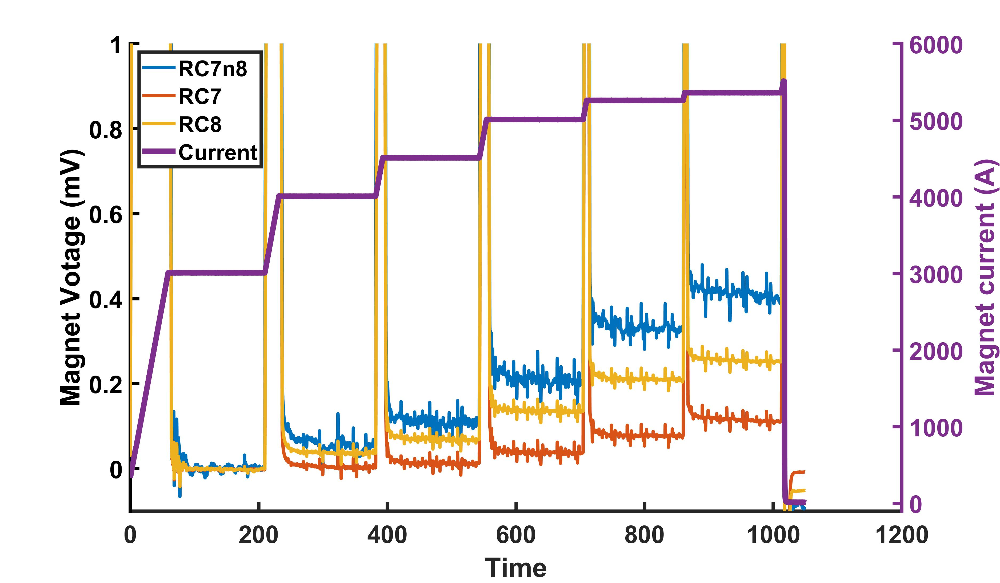 1
0.8
0.6
0.4
0.2
0
Magnet Votage (mV)
RC7n8
RC7
RC8
Current
6000
5000
4000
3000
2000
1000
0
Magnet current (A)
0 200 400 600 800 1000 1200
Time